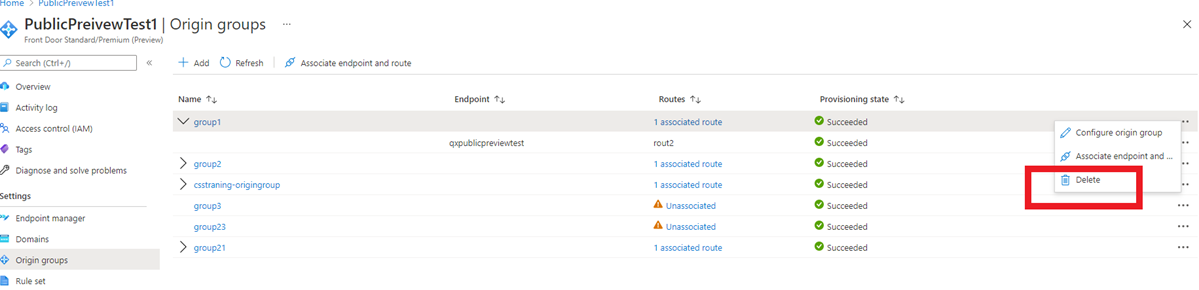 Home > PublicPreivewTest1
PublicPreivewTest1 | Origin groups ...
Front Door Standard/Premium (Preview)
Search (Ctrl+/) «
Add Refresh Associate endpoint and route
Overview
Activity log
Access control (IAM)
Tags
Diagnose and solve problems
Settings
Endpoint manager
Domains
Origin groups
Rule set
Name ↑↓ Endpoint ↑↓ Routes ↑↓ Provisioning state ↑↓
group1 1 associated route Succeeded
qxpublicpreviewtest rout2 Succeeded
group2 1 associated route Succeeded
csstraning-origingroup 1 associated route Succeeded
group3 Unassociated Succeeded
group23 Unassociated Succeeded
group21 1 associated route Succeeded
Configure origin group
Associate endpoint and ...
Delete